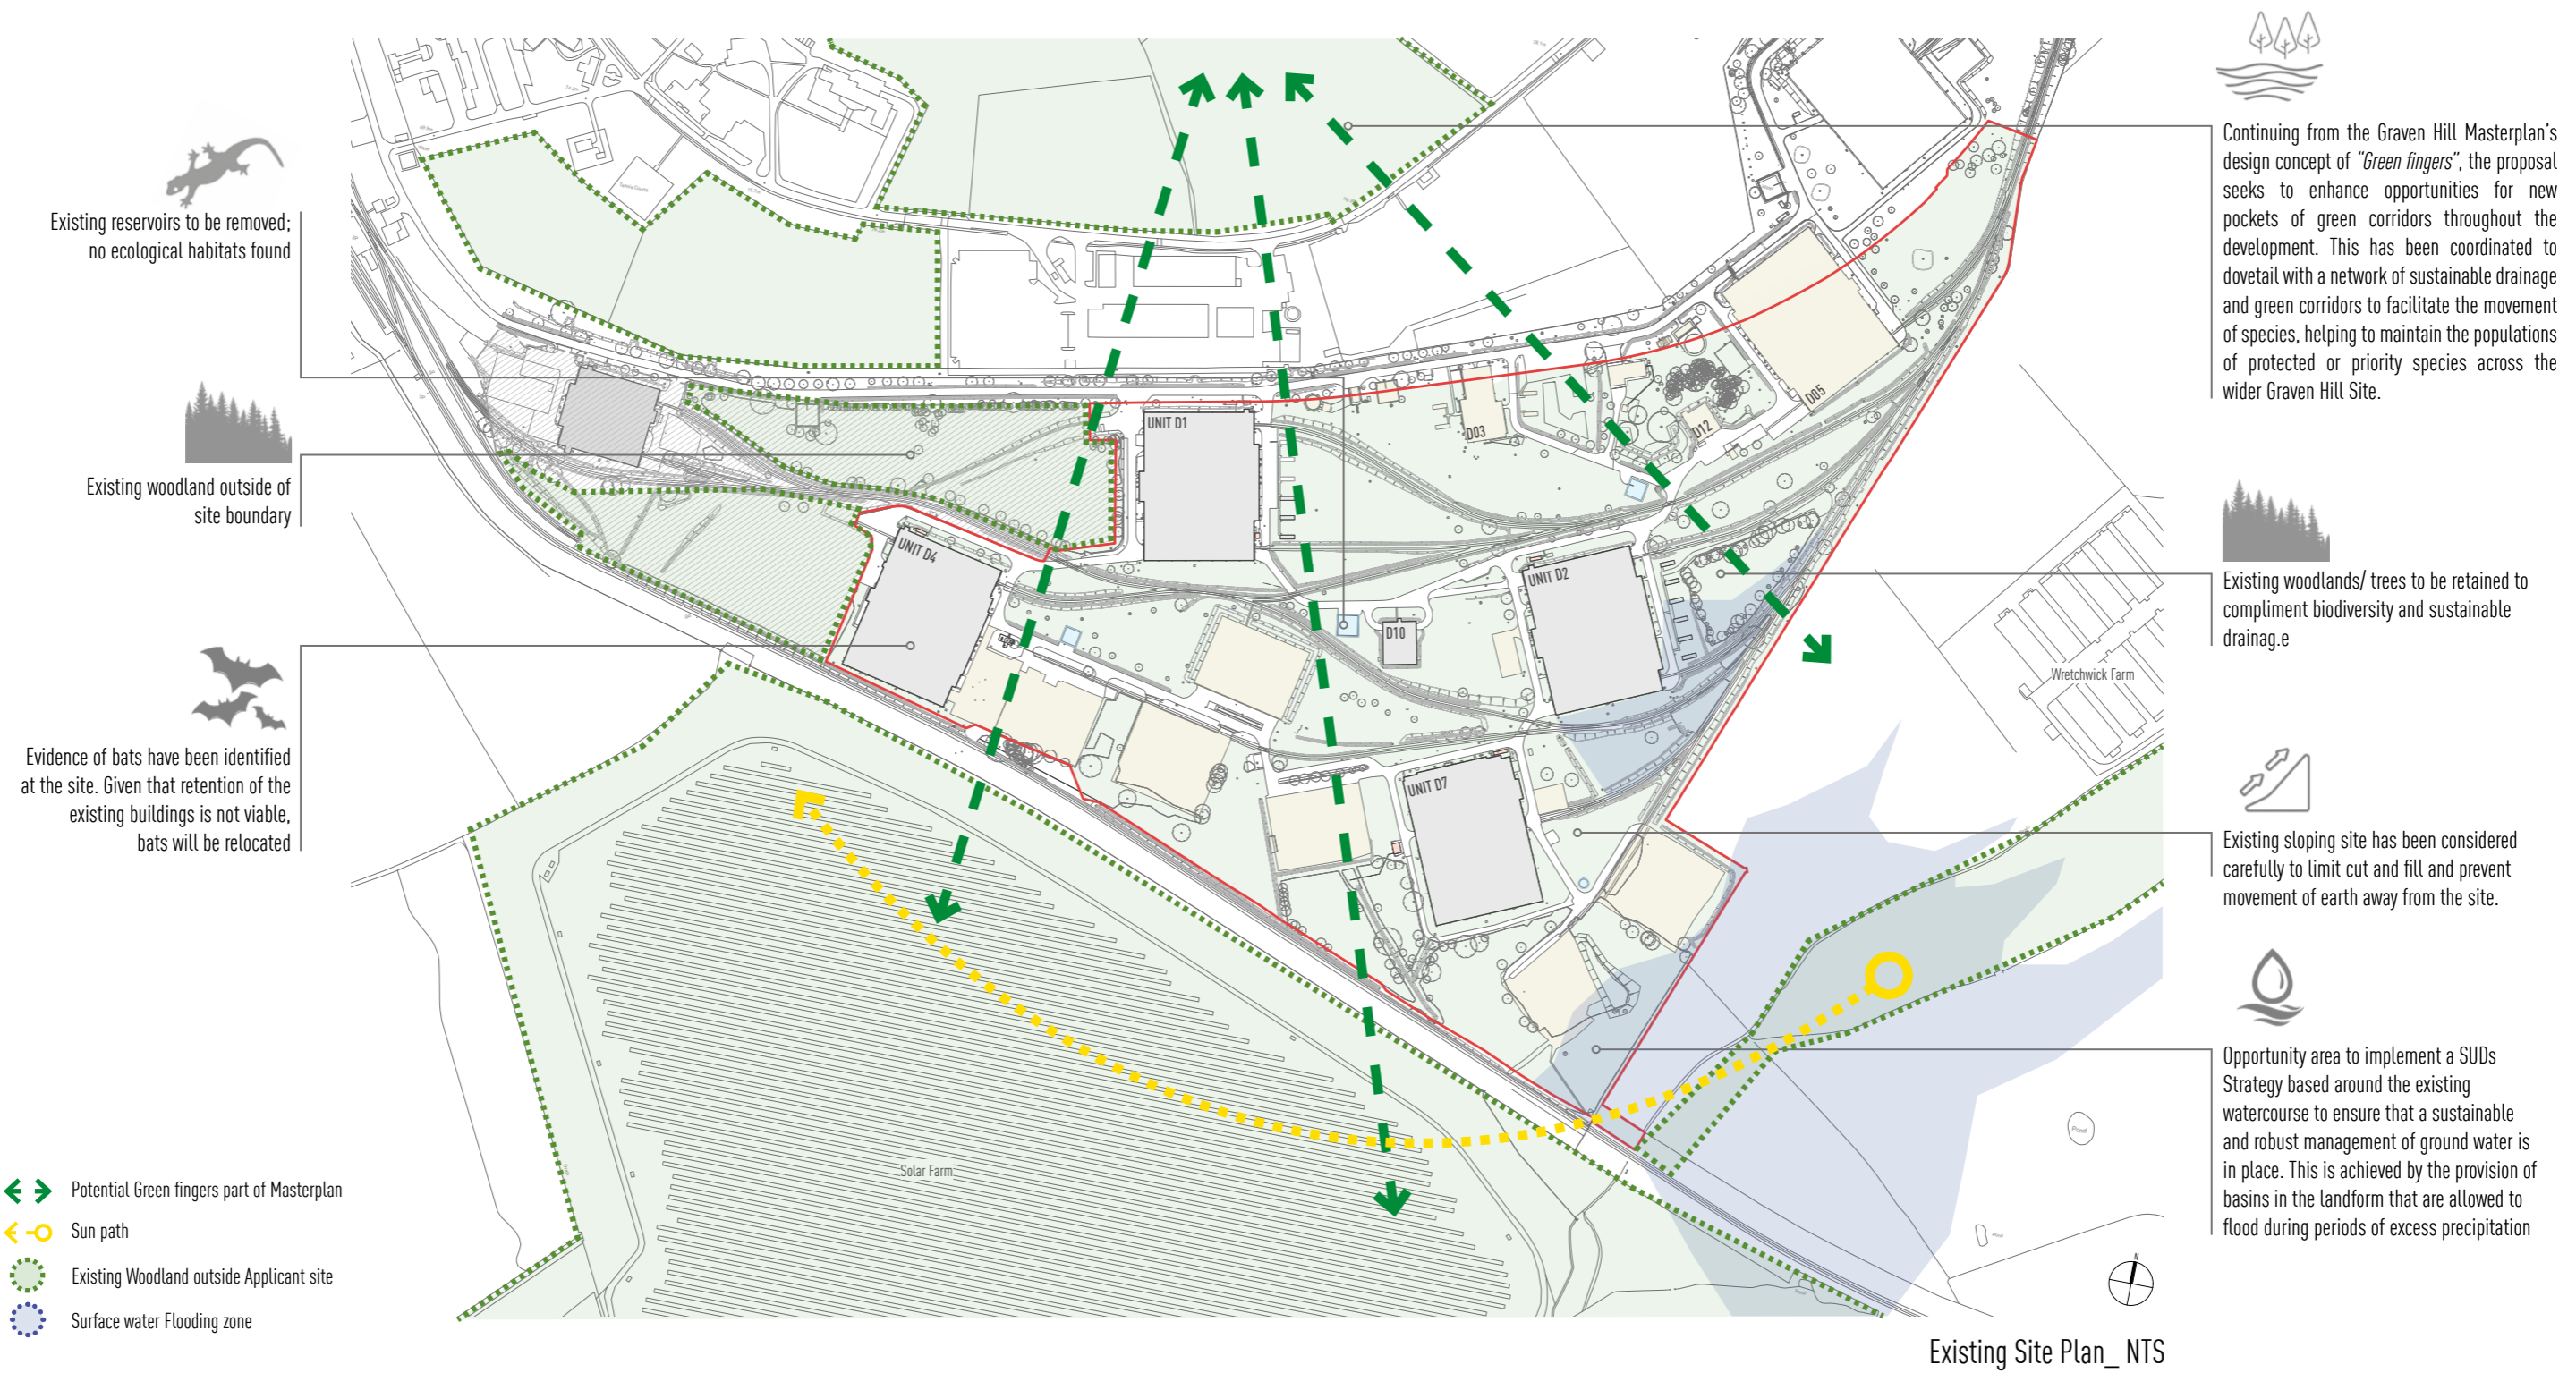 Existing reservoirs to be removed;
no ecological habitats found
Existing woodland outside of
site boundary
Evidence of bats have been identified
at the site. Given that retention of the
existing buildings is not viable,
bats will be relocated
Potential Green fingers part of Masterplan
Sun path
Existing Woodland outside Applicant site
Surface water Flooding zone
UNIT D1
UNIT D4
UNIT D2
UNIT D7
D03
D12
D05
D10
Solar Farm
Wretchwick Farm
Pond
N
Continuing from the Graven Hill Masterplan's
design concept of "Green fingers", the proposal
seeks to enhance opportunities for new
pockets of green corridors throughout the
development. This has been coordinated to
dovetail with a network of sustainable drainage
and green corridors to facilitate the movement
of species, helping to maintain the populations
of protected or priority species across the
wider Graven Hill Site.
Existing woodlands/ trees to be retained to
compliment biodiversity and sustainable
drainag.e
Existing sloping site has been considered
carefully to limit cut and fill and prevent
movement of earth away from the site.
Opportunity area to implement a SUDs
Strategy based around the existing
watercourse to ensure that a sustainable
and robust management of ground water is
in place. This is achieved by the provision of
basins in the landform that are allowed to
flood during periods of excess precipitation
Existing Site Plan_ NTS